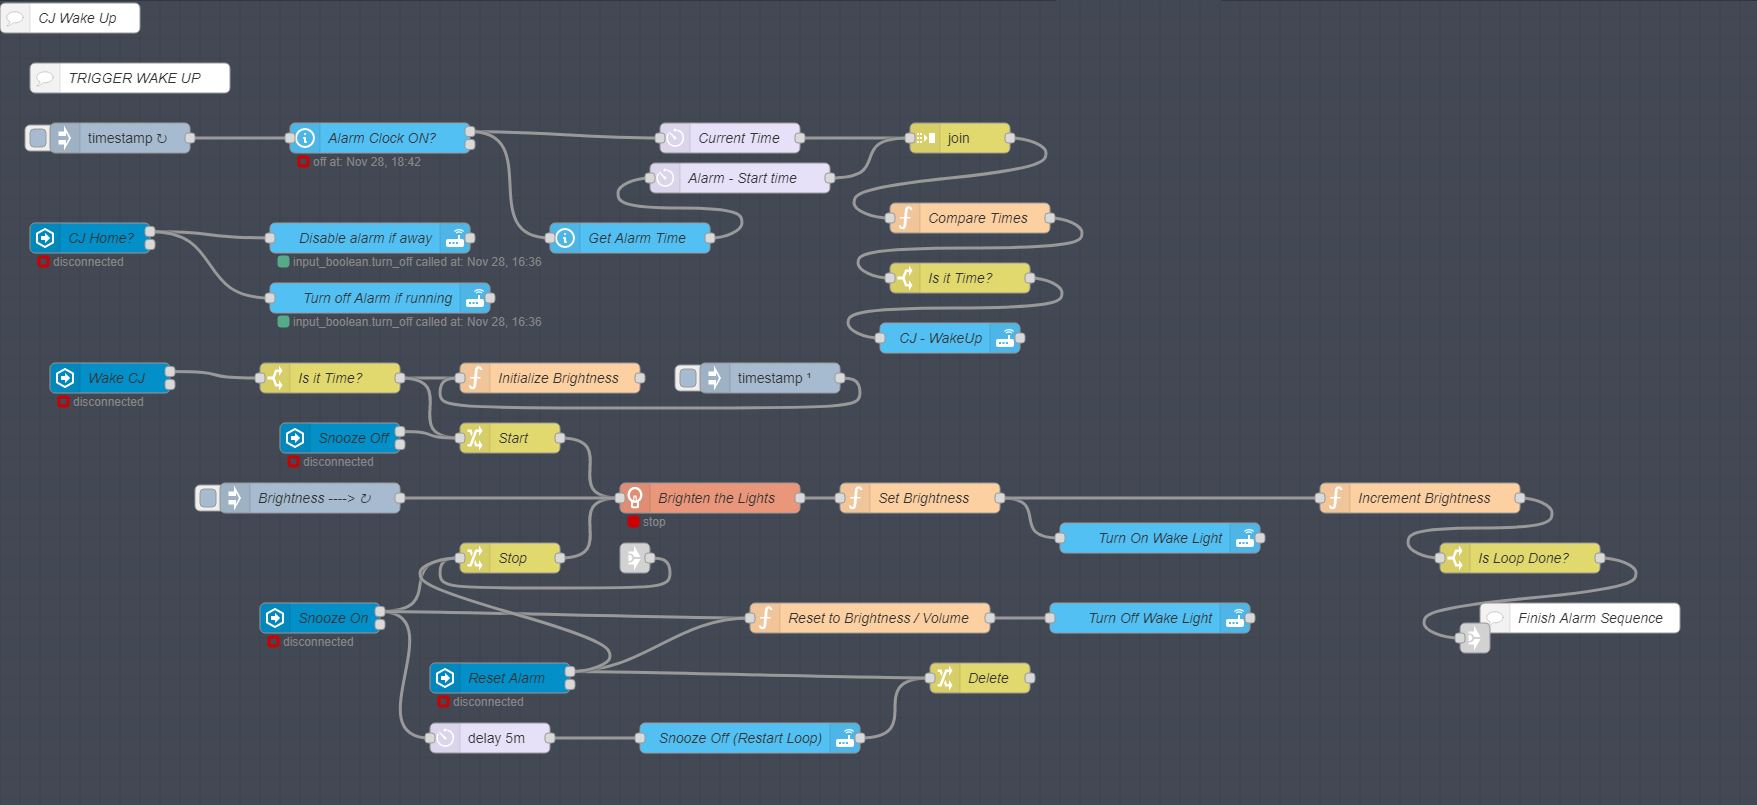 CJ Wake Up
TRIGGER WAKE UP
timestamp ↻
Alarm Clock ON?
off at: Nov 28, 18:42
Current Time
join
Alarm - Start time
Compare Times
CJ Home?
disconnected
Disable alarm if away
input_boolean.turn_off called at: Nov 28, 16:36
Get Alarm Time
Is it Time?
Turn off Alarm if running
input_boolean.turn_off called at: Nov 28, 16:36
CJ - WakeUp
Wake CJ
disconnected
Is it Time?
Initialize Brightness
timestamp ¹
Snooze Off
disconnected
Start
Brightness ----> ↻
Brighten the Lights
stop
Set Brightness
Increment Brightness
Turn On Wake Light
Stop
Is Loop Done?
Snooze On
disconnected
Reset to Brightness / Volume
Turn Off Wake Light
Finish Alarm Sequence
Reset Alarm
disconnected
Delete
delay 5m
Snooze Off (Restart Loop)